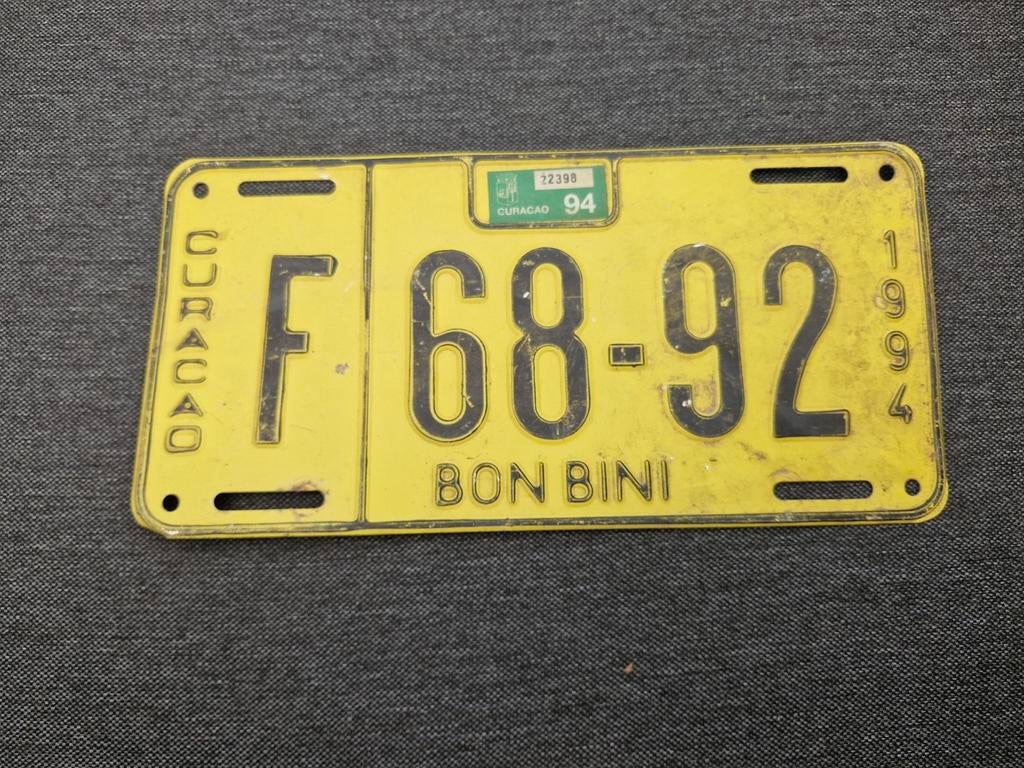 22398
CURACAO 94
CURACAO
F 68-92
1994
BON BINI